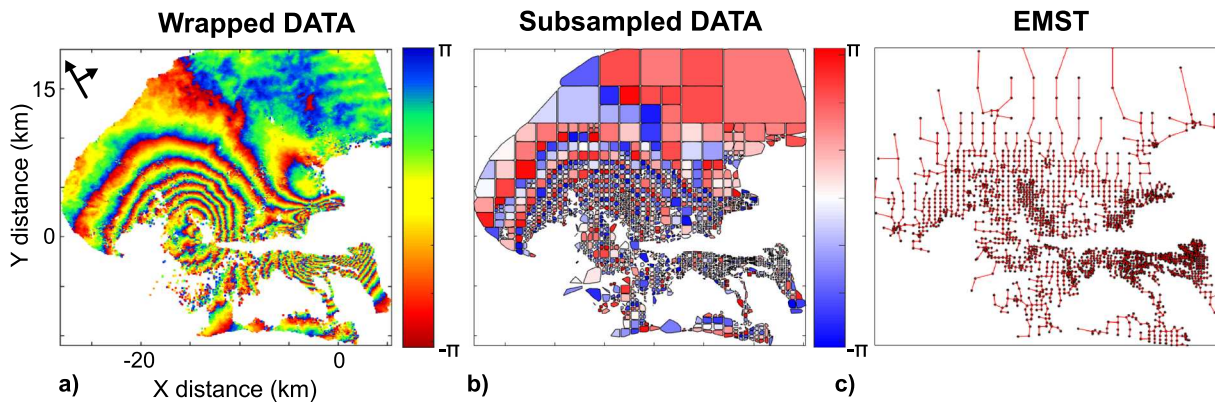 Wrapped DATA
Subsampled DATA
EMST
π
-π
π
-π
15
0
-20
0
Y distance (km)
X distance (km)
a)
b)
c)